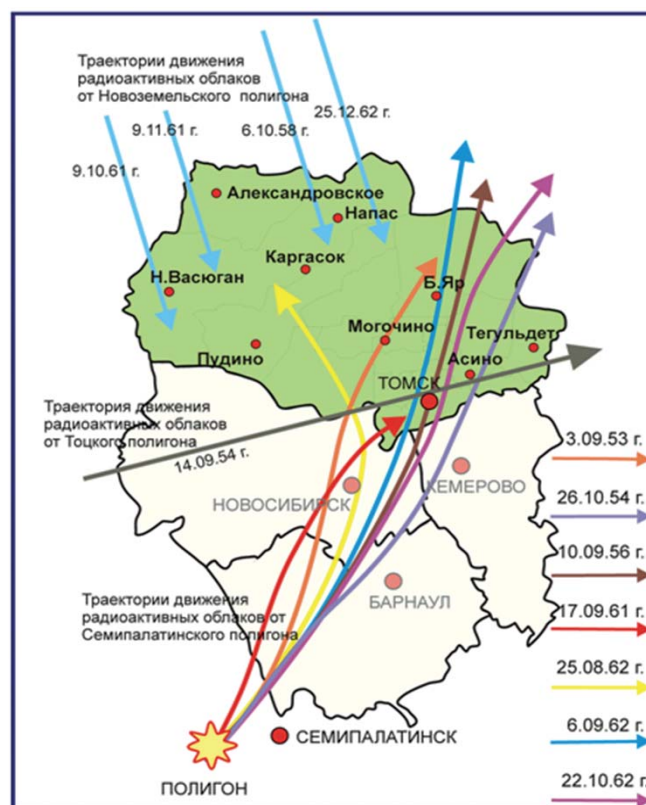 Траектории движения
радиоактивных облаков
от Новоземельского полигона
9.10.61 г.
9.11.61 г.
6.10.58 г.
25.12.62 г.
Александровское
Напас
Каргасок
Н.Васюган
Б.Яр
Могочино
Тегульдет
Пудино
Асино
ТОМСК
Траектория движения
радиоактивных облаков
от Тоцкого полигона
14.09.54 г.
НОВОСИБИРСК
КЕМЕРОВО
БАРНАУЛ
Траектории движения
радиоактивных облаков от
Семипалатинского полигона
СЕМИПАЛАТИНСК
ПОЛИГОН
3.09.53 г.
26.10.54 г.
10.09.56 г.
17.09.61 г.
25.08.62 г.
6.09.62 г.
22.10.62 г.